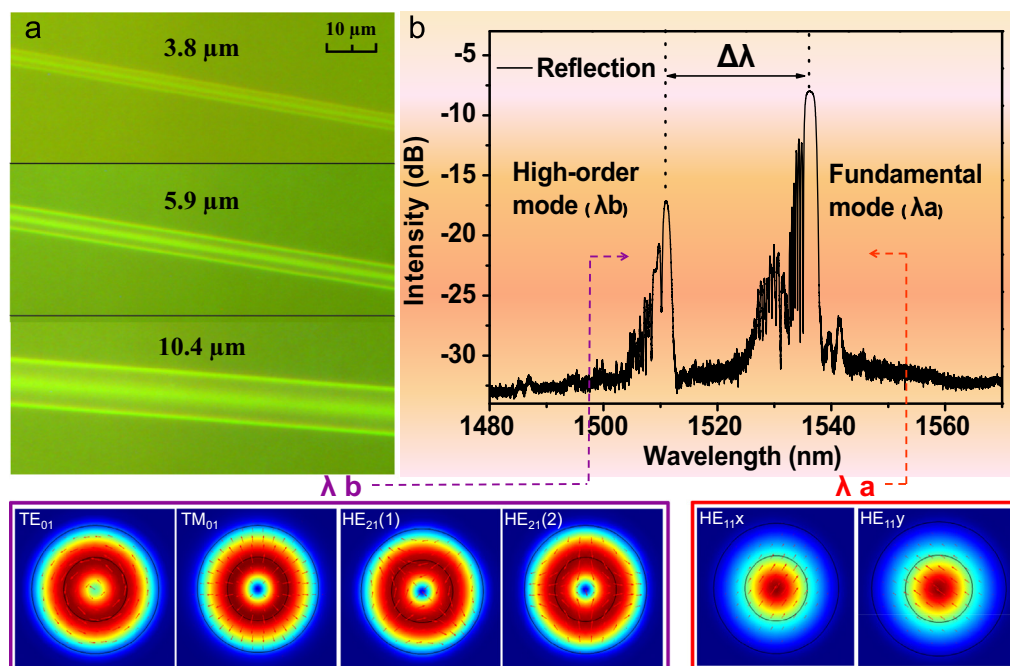 a
3.8 µm
10 µm
5.9 µm
10.4 µm
b
Δλ
Reflection
High-order
mode (λb)
Fundamental
mode (λa)
Intensity (dB)
-5
-10
-15
-20
-25
-30
1480
1500
1520
1540
1560
Wavelength (nm)
λ b
λ a
TE01
TM01
HE21(1)
HE21(2)
HE11x
HE11y